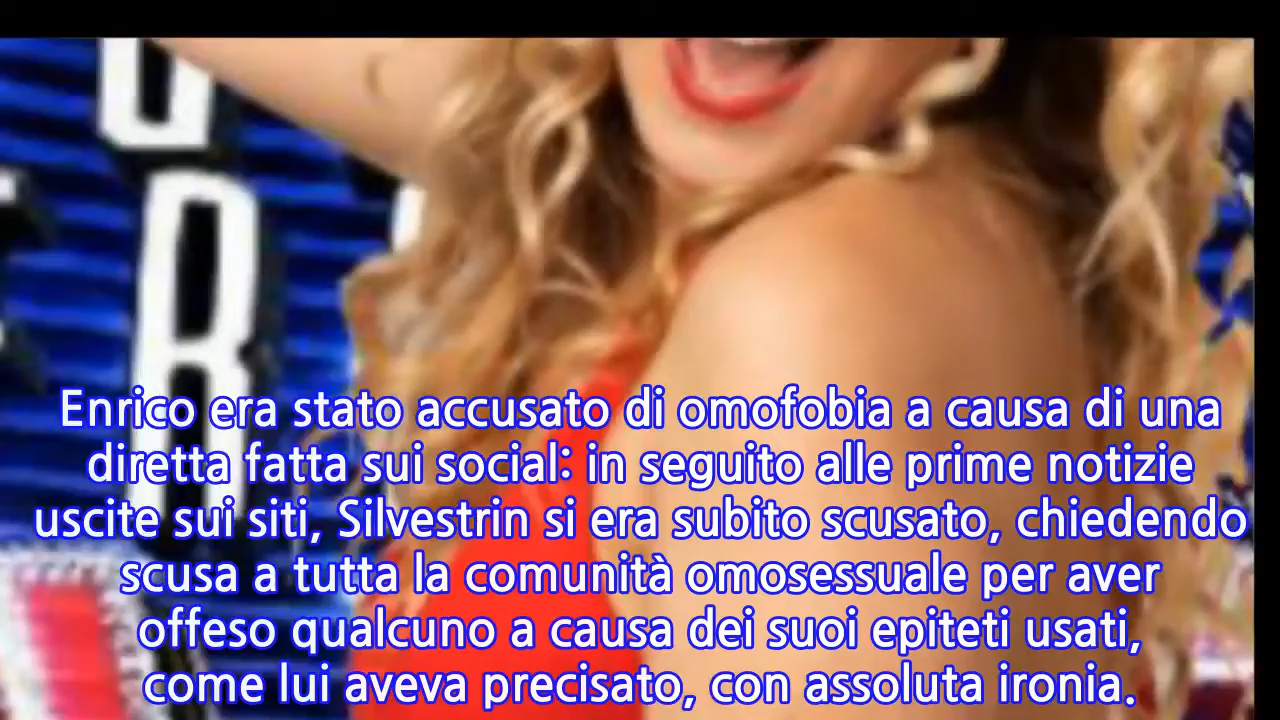 Enrico era stato accusato di omofobia a causa di una
diretta fatta sui social: in seguito alle prime notizie
uscite sui siti, Silvestrin si era subito scusato, chiedendo
scusa a tutta la comunità omosessuale per aver
offeso qualcuno a causa dei suoi epiteti usati,
come lui aveva precisato, con assoluta ironia.